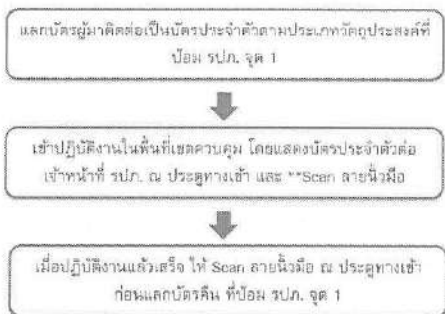 แลกบัตรผู้มาติดต่อเป็นบัตรประจำตัวตามประเภทวัตถุประสงค์ที่
ป้อม รปภ. จุด 1
เข้าปฏิบัติงานในพื้นที่เขตควบคุม โดยแสดงบัตรประจำตัวต่อ
เจ้าหน้าที่ รปภ. ณ ประตูทางเข้า และ **Scan ลายนิ้วมือ
เมื่อปฏิบัติงานแล้วเสร็จ ให้ Scan ลายนิ้วมือ ณ ประตูทางเข้า
ก่อนแลกบัตรคืน ที่ป้อม รปภ. จุด 1